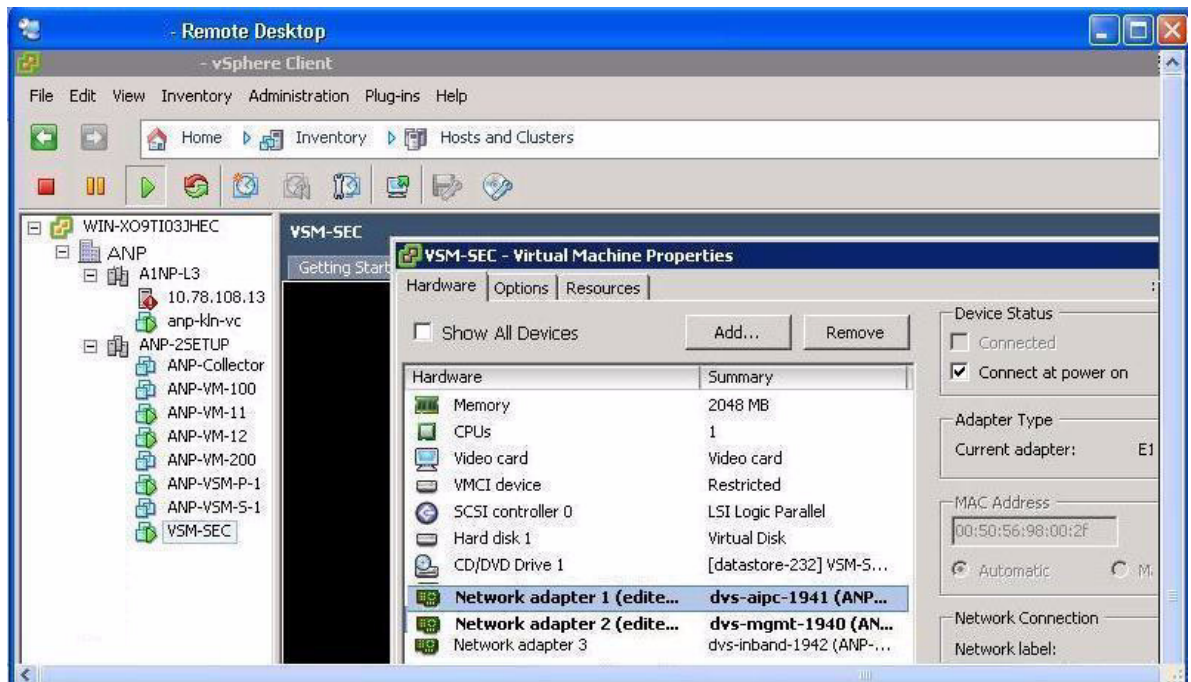 - Remote Desktop
- vSphere Client
File Edit View Inventory Administration Plug-ins Help
Home Inventory Hosts and Clusters
WIN-XO9TI03JHEC
ANP
A1NP-L3
10.78.108.13
anp-kln-vc
ANP-2SETUP
ANP-Collector
ANP-VM-100
ANP-VM-11
ANP-VM-12
ANP-VM-200
ANP-VSM-P-1
ANP-VSM-S-1
VSM-SEC
VSM-SEC
Getting Start
VSM-SEC - Virtual Machine Properties
Hardware Options Resources
Show All Devices Add... Remove
Hardware Summary
Memory 2048 MB
CPUs 1
Video card Video card
VMCI device Restricted
SCSI controller 0 LSI Logic Parallel
Hard disk 1 Virtual Disk
CD/DVD Drive 1 [datastore-232] VSM-S...
Network adapter 1 (edite... dvs-aipc-1941 (ANP...
Network adapter 2 (edite... dvs-mgmt-1940 (AN...
Network adapter 3 dvs-inband-1942 (ANP-...
Device Status
Connected
Connect at power on
Adapter Type
Current adapter: E1
MAC Address
00:50:56:98:00:2f
Automatic M
Network Connection
Network label: